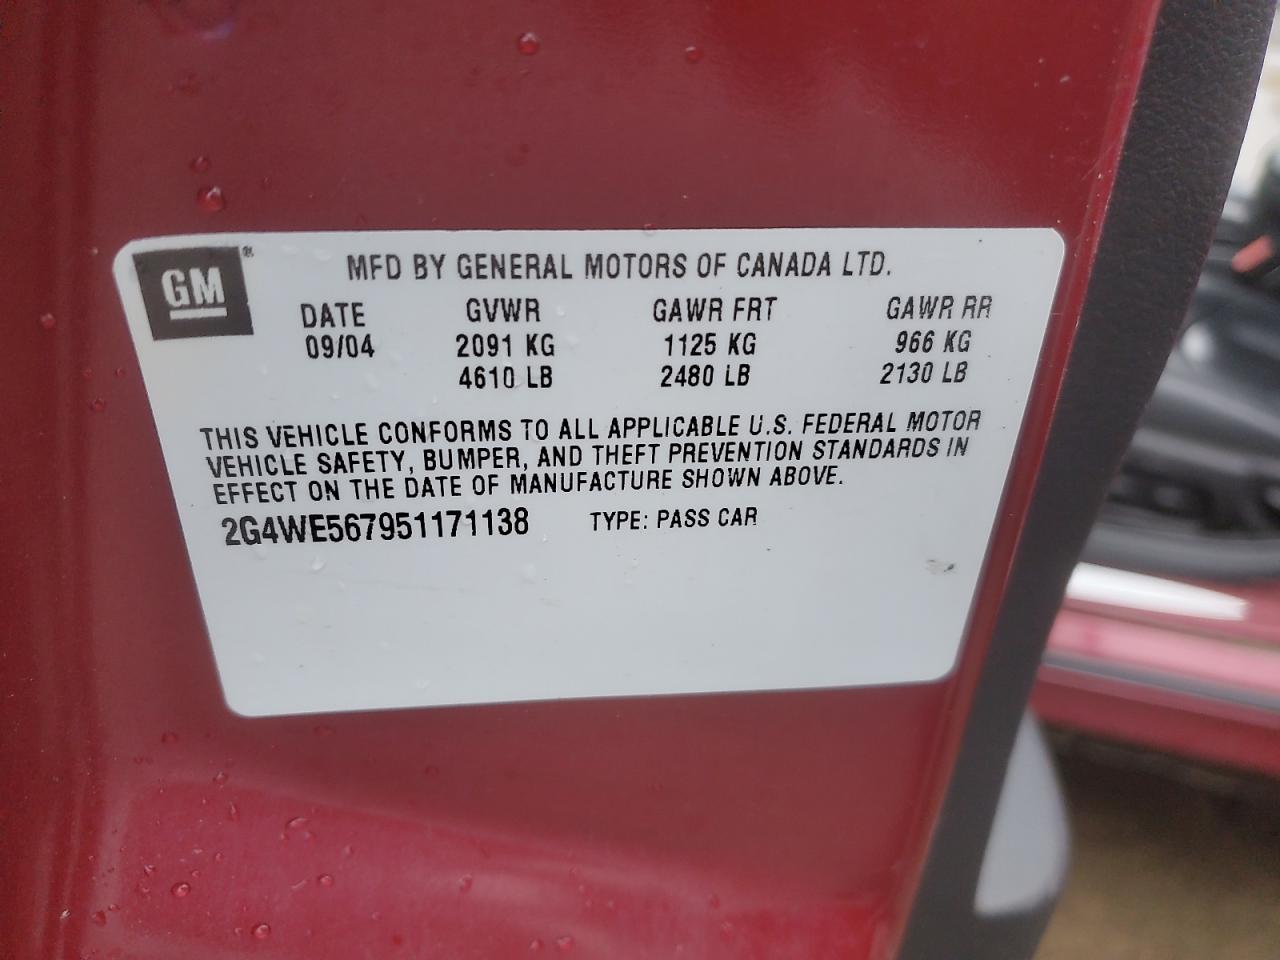 GM ®
MFD BY GENERAL MOTORS OF CANADA LTD.
DATE GVWR GAWR FRT GAWR RR
09/04 2091 KG 1125 KG 966 KG
4610 LB 2480 LB 2130 LB
THIS VEHICLE CONFORMS TO ALL APPLICABLE U.S. FEDERAL MOTOR
VEHICLE SAFETY, BUMPER, AND THEFT PREVENTION STANDARDS IN
EFFECT ON THE DATE OF MANUFACTURE SHOWN ABOVE.
2G4WE567951171138 TYPE: PASS CAR